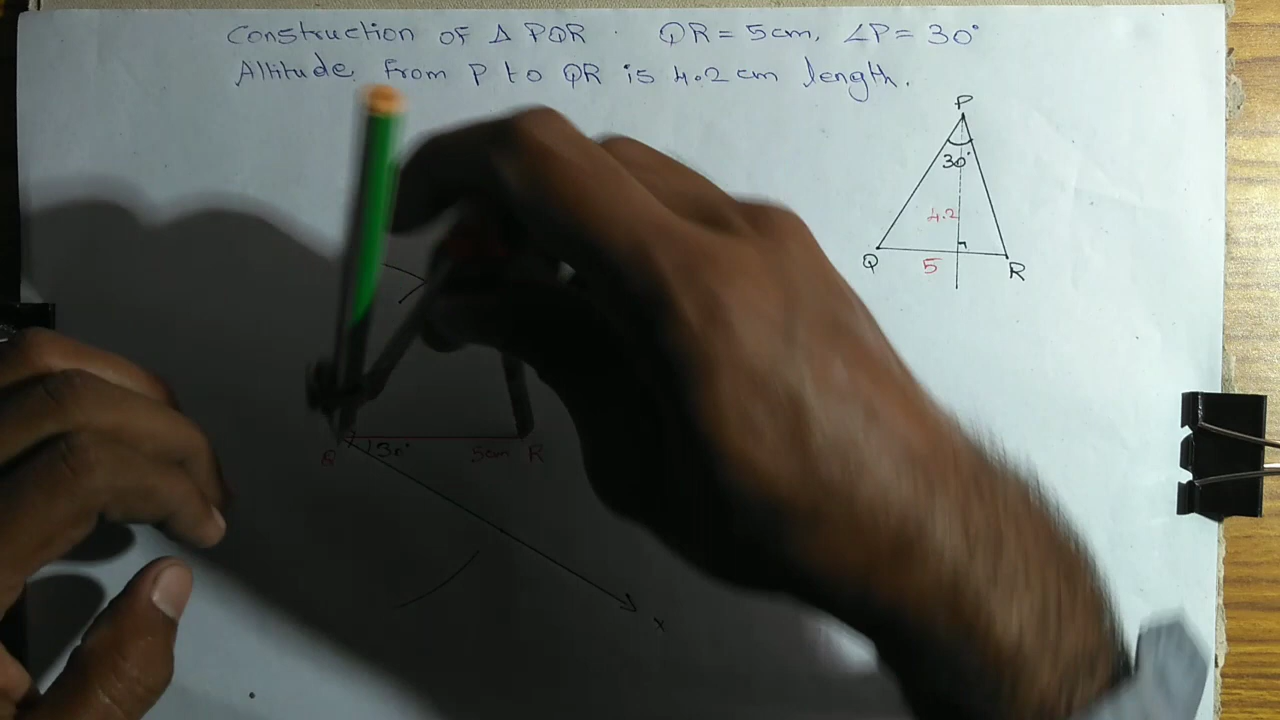 Construction of Δ PQR. QR = 5cm, ∠P = 30°
Altitude from P to QR is 4.2 cm length.
P
30°
4.2
Q 5 R
Q 30° 5cm R
x